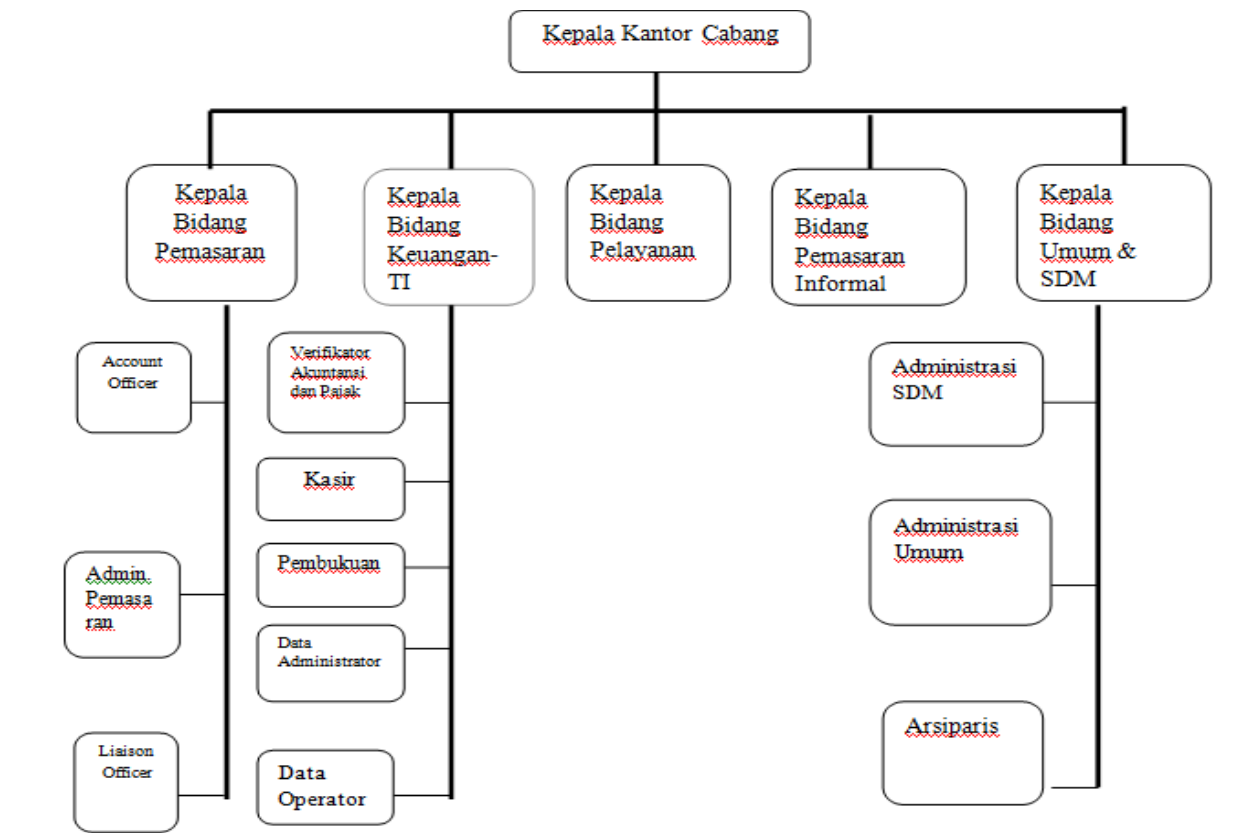 Kepala Kantor Cabang
Kepala
Bidang
Pemasaran
Kepala
Bidang
Keuangan-
TI
Kepala
Bidang
Pelayanan
Kepala
Bidang
Pemasaran
Informal
Kepala
Bidang
Umum &
SDM
Account
Officer
Admin.
Pemasa
ran
Liaison
Officer
Verifikator
Akuntansi
dan Pajak
Kasir
Pembukuan
Data
Administrator
Data
Operator
Administrasi
SDM
Administrasi
Umum
Arsiparis